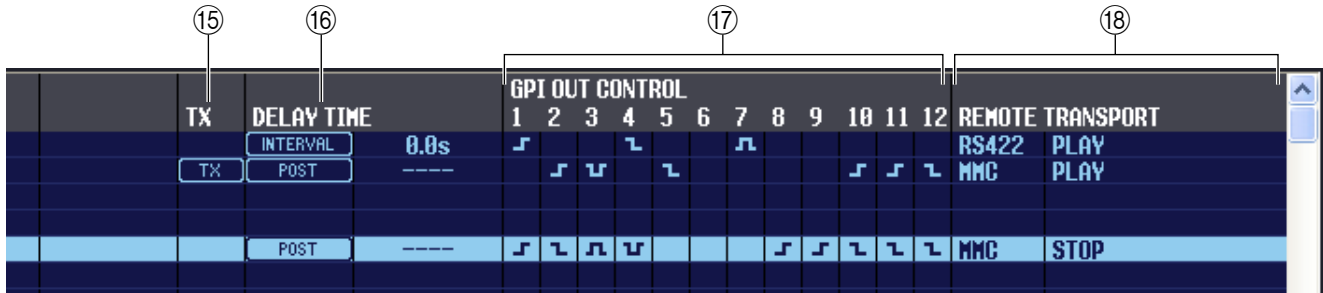 ⑮ ⑯ ⑰ ⑱
GPI OUT CONTROL
TX DELAY TIME 1 2 3 4 5 6 7 8 9 10 11 12 REMOTE TRANSPORT
INTERVAL 0.0s RS422 PLAY
TX POST ---- MMC PLAY
POST ---- MMC STOP